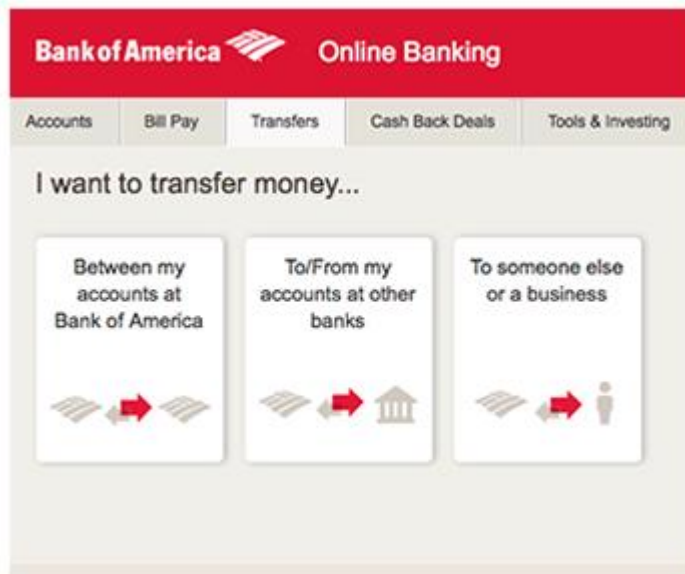 Bank of America Online Banking
Accounts Bill Pay Transfers Cash Back Deals Tools & Investing
I want to transfer money...
Between my
accounts at
Bank of America
To/From my
accounts at other
banks
To someone else
or a business